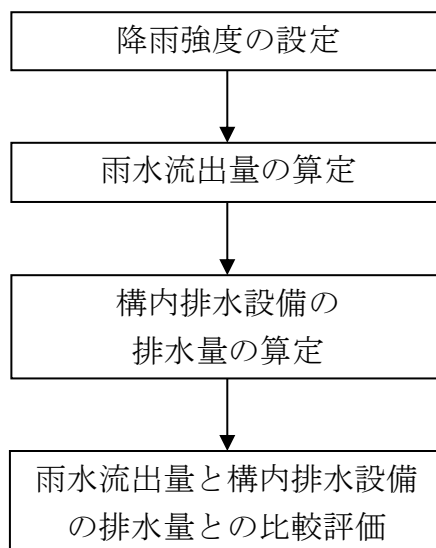 降雨強度の設定
雨水流出量の算定
構内排水設備の
排水量の算定
雨水流出量と構内排水設備
の排水量との比較評価